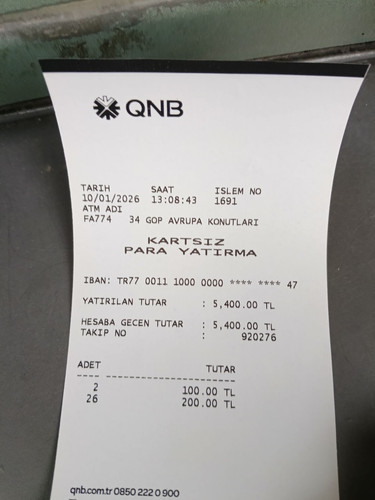 QNB
TARIH SAAT ISLEM NO
10/01/2026 13:08:43 1691
ATM ADI
FA774 34 GOP AVRUPA KONUTLARI
KARTSIZ
PARA YATIRMA
IBAN: TR77 0011 1000 0000 **** **** 47
YATIRILAN TUTAR : 5,400.00 TL
HESABA GECEN TUTAR : 5,400.00 TL
TAKIP NO : 920276
ADET TUTAR
2 100.00 TL
26 200.00 TL
qnb.com.tr 0850 222 0 900